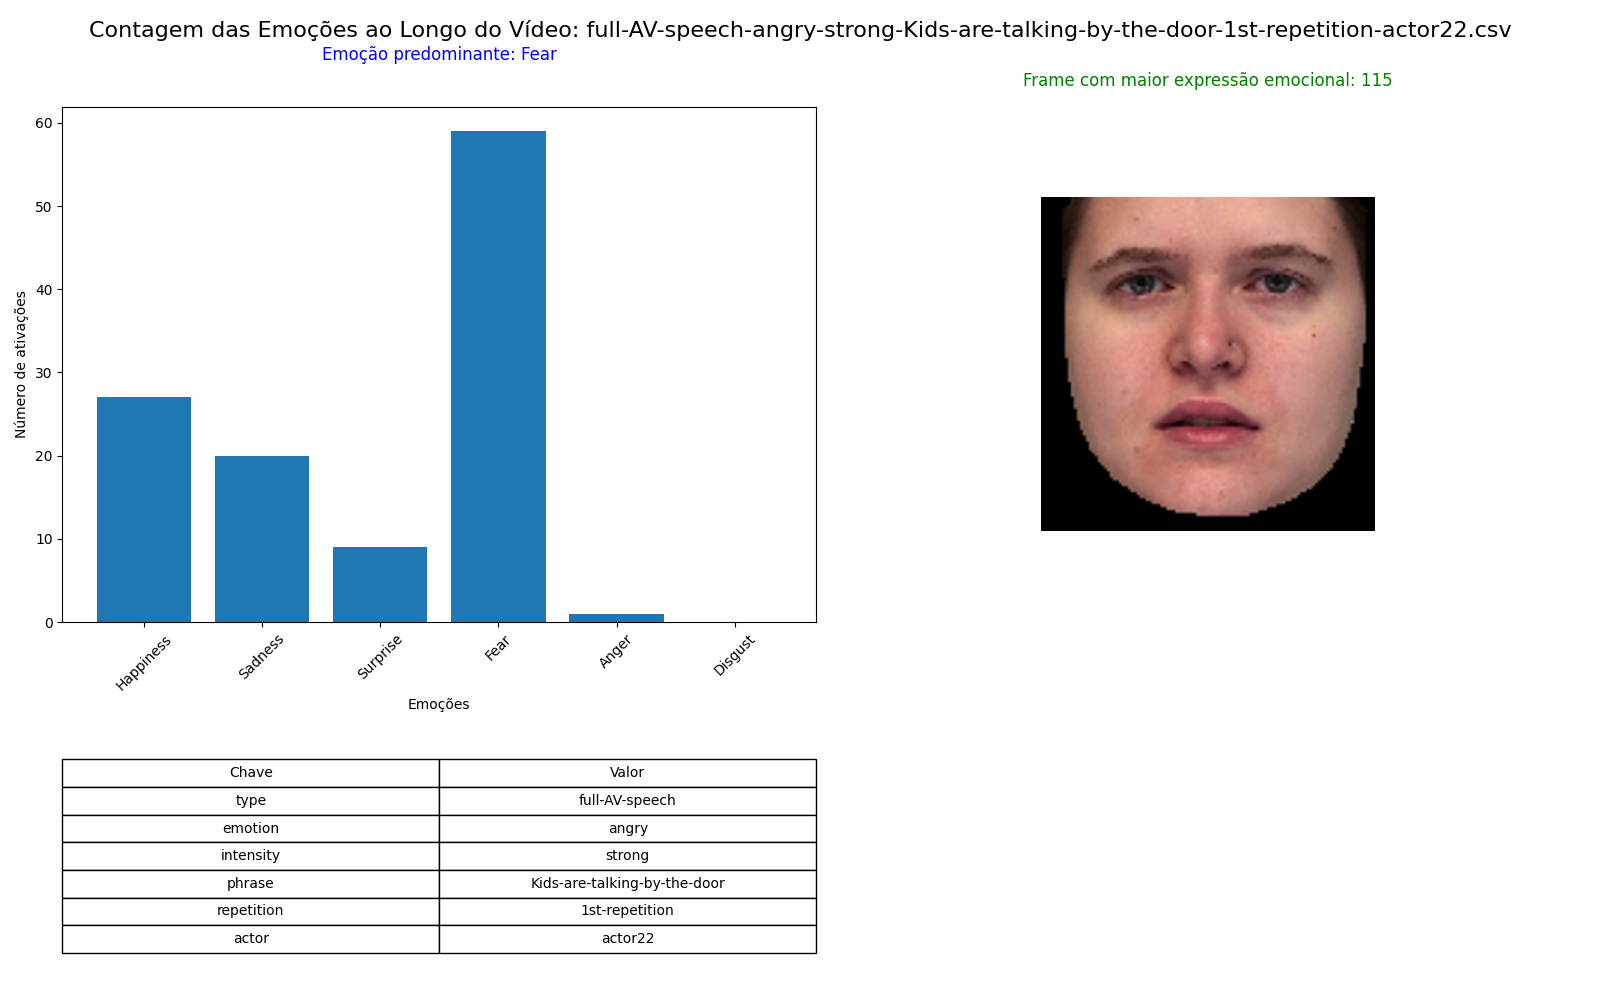 Contagem das Emoções ao Longo do Vídeo: full-AV-speech-angry-strong-Kids-are-talking-by-the-door-1st-repetition-actor22.csv
Emoção predominante: Fear
Frame com maior expressão emocional: 115
Número de ativações
60
50
40
30
20
10
0
Happiness
Sadness
Surprise
Fear
Anger
Disgust
Emoções
Chave Valor
type full-AV-speech
emotion angry
intensity strong
phrase Kids-are-talking-by-the-door
repetition 1st-repetition
actor actor22